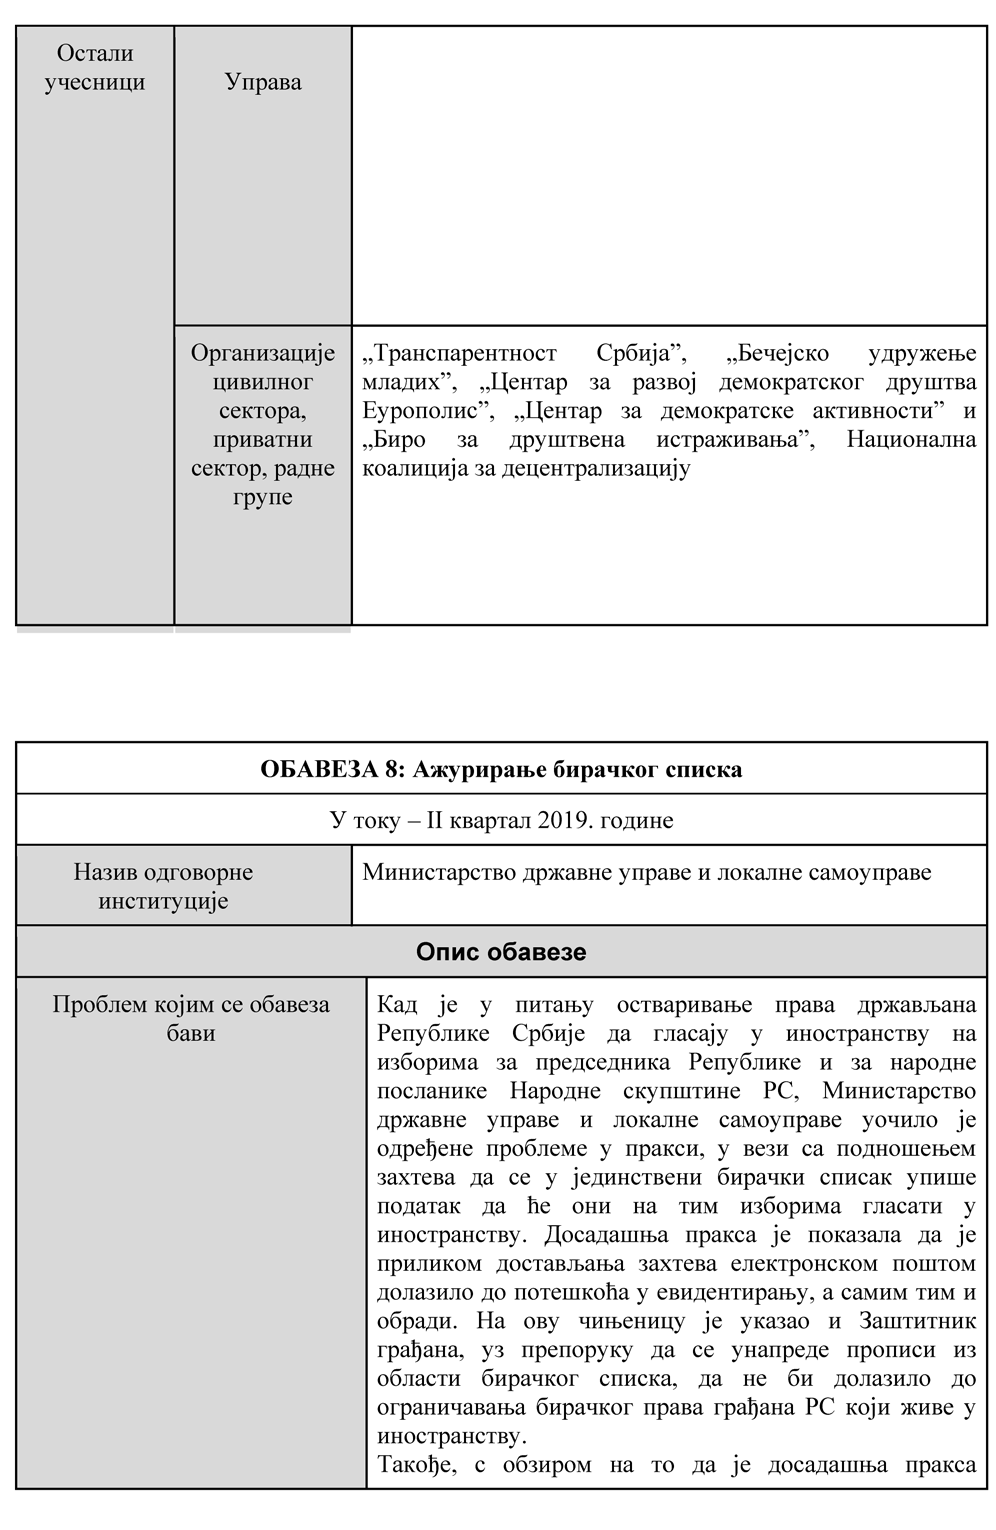 Остали
учесници
Управа
Организације
цивилног
сектора,
приватни
сектор, радне
групе
„Транспарентност Србија”, „Бечејско удружење
младих”, „Центар за развој демократског друштва
Еурополис”, „Центар за демократске активности” и
„Биро за друштвена истраживања”, Национална
коалиција за децентрализацију
ОБАВЕЗА 8: Ажурирање бирачког списка
У току – II квартал 2019. године
Назив одговорне
институције
Министарство државне управе и локалне самоуправе
Опис обавезе
Проблем којим се обавеза
бави
Кад је у питању остваривање права држављана
Републике Србије да гласају у иностранству на
изборима за председника Републике и за народне
посланике Народне скупштине РС, Министарство
државне управе и локалне самоуправе уочило је
одређене проблеме у пракси, у вези са подношењем
захтева да се у јединствени бирачки списак упише
податак да ће они на тим изборима гласати у
иностранству. Досадашња пракса је показала да је
приликом достављања захтева електронском поштом
долазило до потешкоћа у евидентирању, а самим тим и
обради. На ову чињеницу је указао и Заштитник
грађана, уз препоруку да се унапреде прописи из
области бирачког списка, да не би долазило до
ограничавања бирачког права грађана РС који живе у
иностранству.
Такође, с обзиром на то да је досадашња пракса